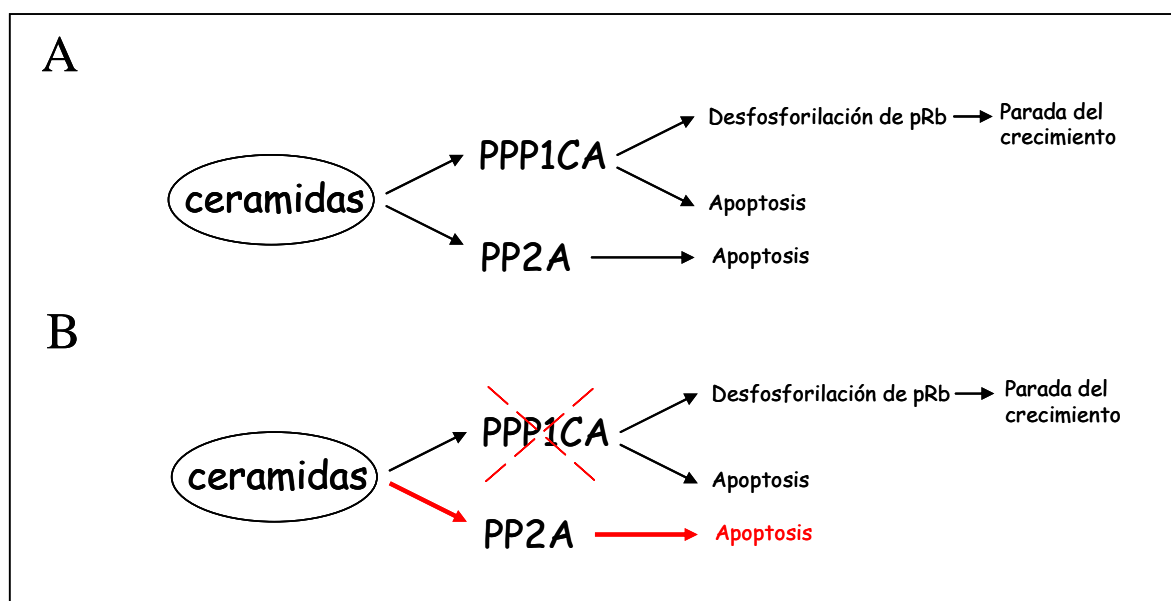 A
Desfosforilación de pRb
Parada del
crecimiento
PPP1CA
ceramidas
Apoptosis
PP2A
Apoptosis
B
Desfosforilación de pRb
Parada del
crecimiento
PPP1CA
ceramidas
Apoptosis
PP2A
Apoptosis